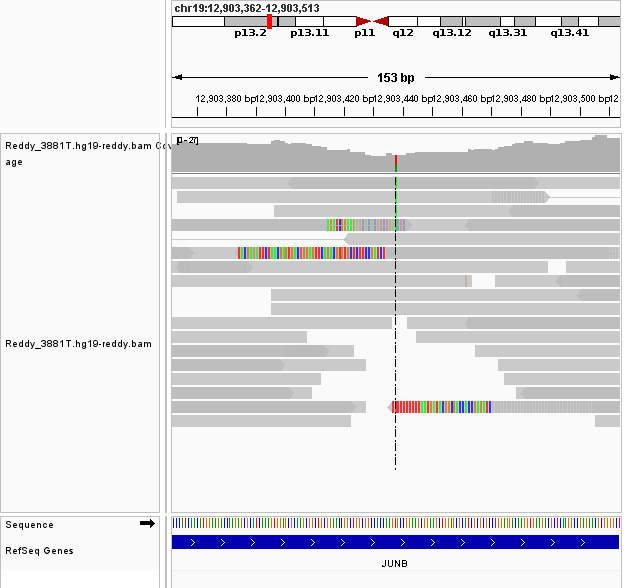 chr19:12,903,362-12,903,513
p13.2 p13.11 p11 q12 q13.12 q13.31 q13.41
153 bp
12,903,380 bp 12,903,400 bp 12,903,420 bp 12,903,440 bp 12,903,460 bp 12,903,480 bp 12,903,500 bp 12
Reddy_3881T.hg19-reddy.bam Cov
age
[0 - 27]
Reddy_3881T.hg19-reddy.bam
Sequence
RefSeq Genes
JUNB